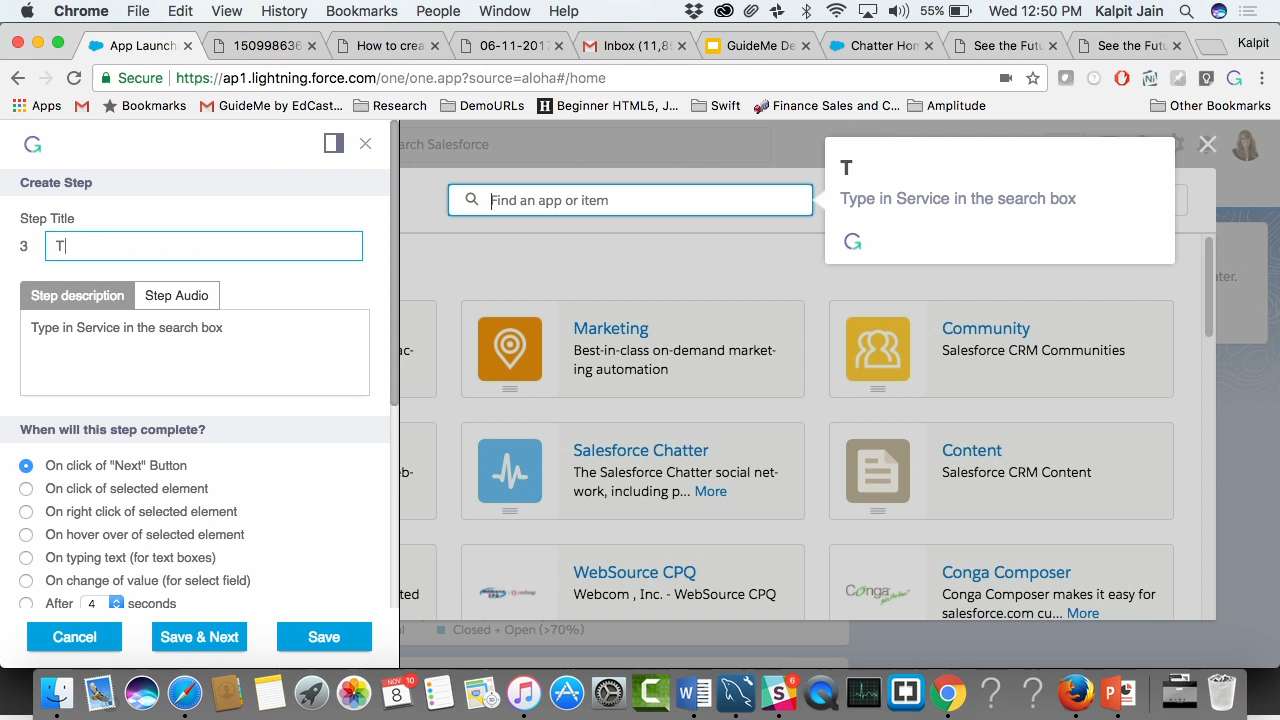 Chrome File Edit View History Bookmarks People Window Help 55% Wed 12:50 PM Kalpit Jain
App Launch 150998636 How to crea 06-11-2017 Inbox (11,8 GuideMe De Chatter Hom See the Futu See the Futu Kalpit
Secure https://ap1.lightning.force.com/one/one.app?source=aloha#/home
Apps Bookmarks GuideMe by EdCast... Research DemoURLs Beginner HTML5, J... Swift Finance Sales and C... Amplitude Other Bookmarks
Create Step
Step Title
3 T
Step description Step Audio
Type in Service in the search box
When will this step complete?
On click of "Next" Button
On click of selected element
On right click of selected element
On hover over of selected element
On typing text (for text boxes)
On change of value (for select field)
After 4 seconds
Cancel Save & Next Save
arch Salesforce
Find an app or item
T
Type in Service in the search box
ater.
ac-
Marketing
Best-in-class on-demand market-
ing automation
Community
Salesforce CRM Communities
b-
Salesforce Chatter
The Salesforce Chatter social net-
work, including p... More
Content
Salesforce CRM Content
ted
WebSource CPQ
Webcom , Inc. - WebSource CPQ
Conga Composer
Conga Composer makes it easy for
salesforce.com cu... More
Closed + Open (>70%)
NOV 10
8
6